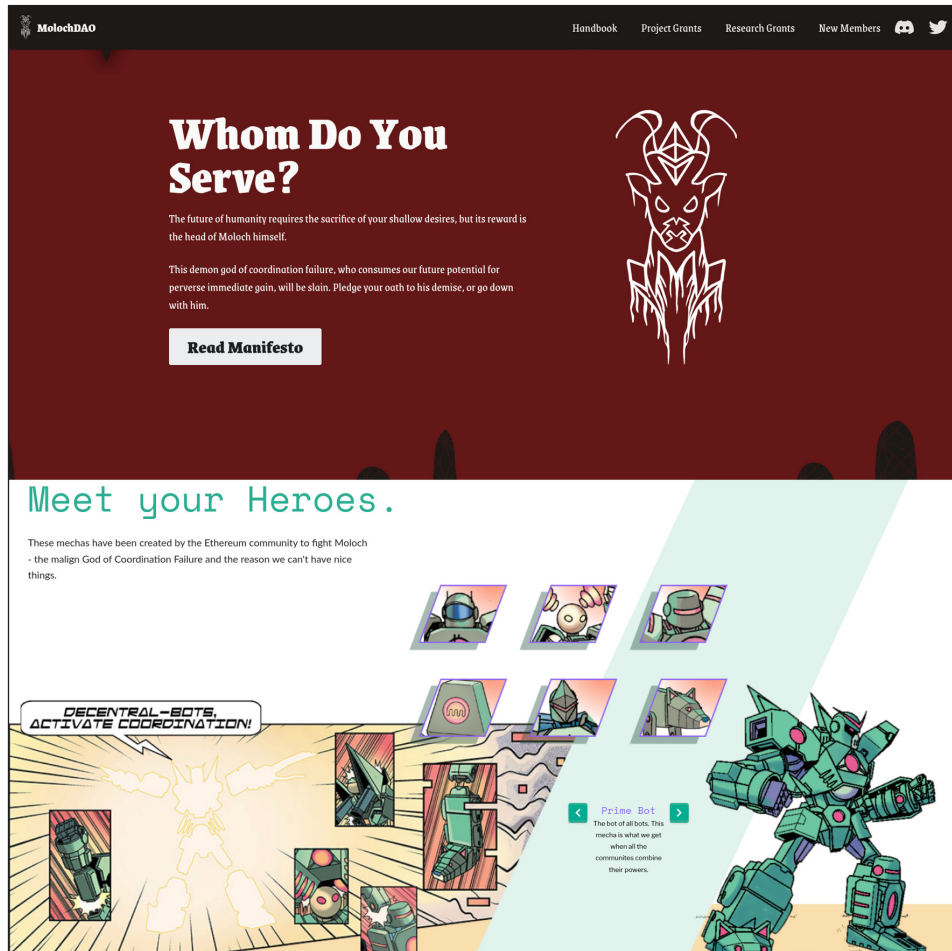 MolochDAO
Handbook Project Grants Research Grants New Members
Whom Do You
Serve?
The future of humanity requires the sacrifice of your shallow desires, but its reward is
the head of Moloch himself.
This demon god of coordination failure, who consumes our future potential for
perverse immediate gain, will be slain. Pledge your oath to his demise, or go down
with him.
Read Manifesto
Meet your Heroes.
These mechas have been created by the Ethereum community to fight Moloch
- the malign God of Coordination Failure and the reason we can't have nice
things.
DECENTRAL-BOTS,
ACTIVATE COORDINATION!
Prime Bot
The bot of all bots. This
mecha is what we get
when all the
communites combine
their powers.